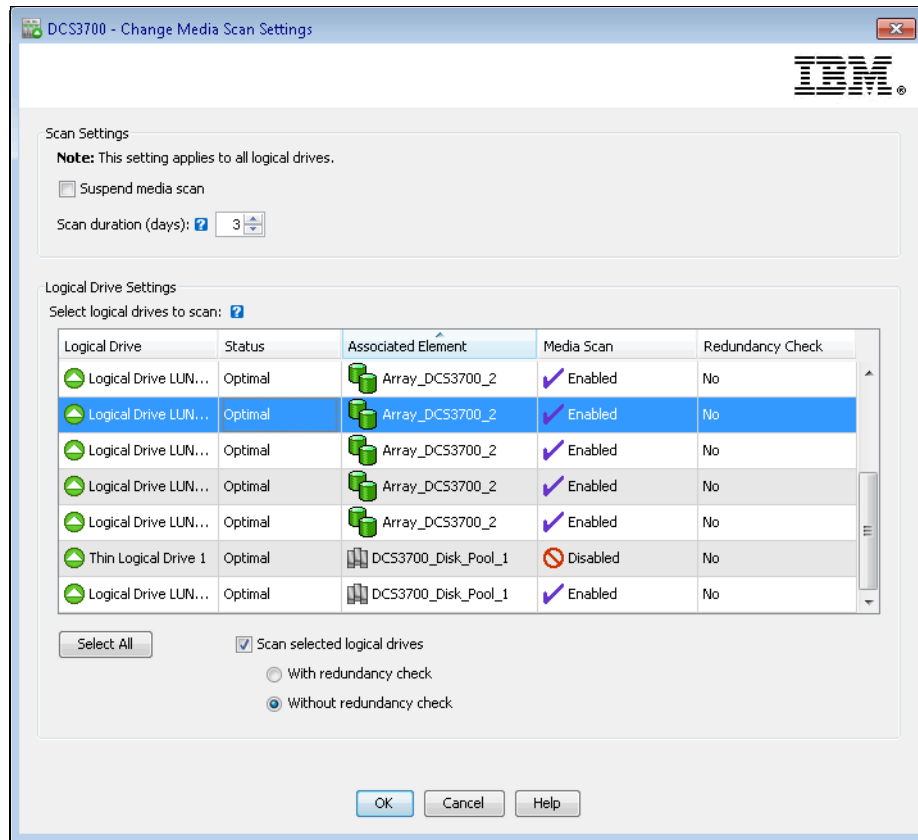 DCS3700 - Change Media Scan Settings
IBM®
Scan Settings
Note: This setting applies to all logical drives.
Suspend media scan
Scan duration (days): ? 3
Logical Drive Settings
Select logical drives to scan: ?
Logical Drive Status Associated Element Media Scan Redundancy Check
Logical Drive LUN... Optimal Array_DCS3700_2 Enabled No
Logical Drive LUN... Optimal Array_DCS3700_2 Enabled No
Logical Drive LUN... Optimal Array_DCS3700_2 Enabled No
Logical Drive LUN... Optimal Array_DCS3700_2 Enabled No
Logical Drive LUN... Optimal Array_DCS3700_2 Enabled No
Thin Logical Drive 1 Optimal DCS3700_Disk_Pool_1 Disabled No
Logical Drive LUN... Optimal DCS3700_Disk_Pool_1 Enabled No
Select All Scan selected logical drives
With redundancy check
Without redundancy check
OK Cancel Help